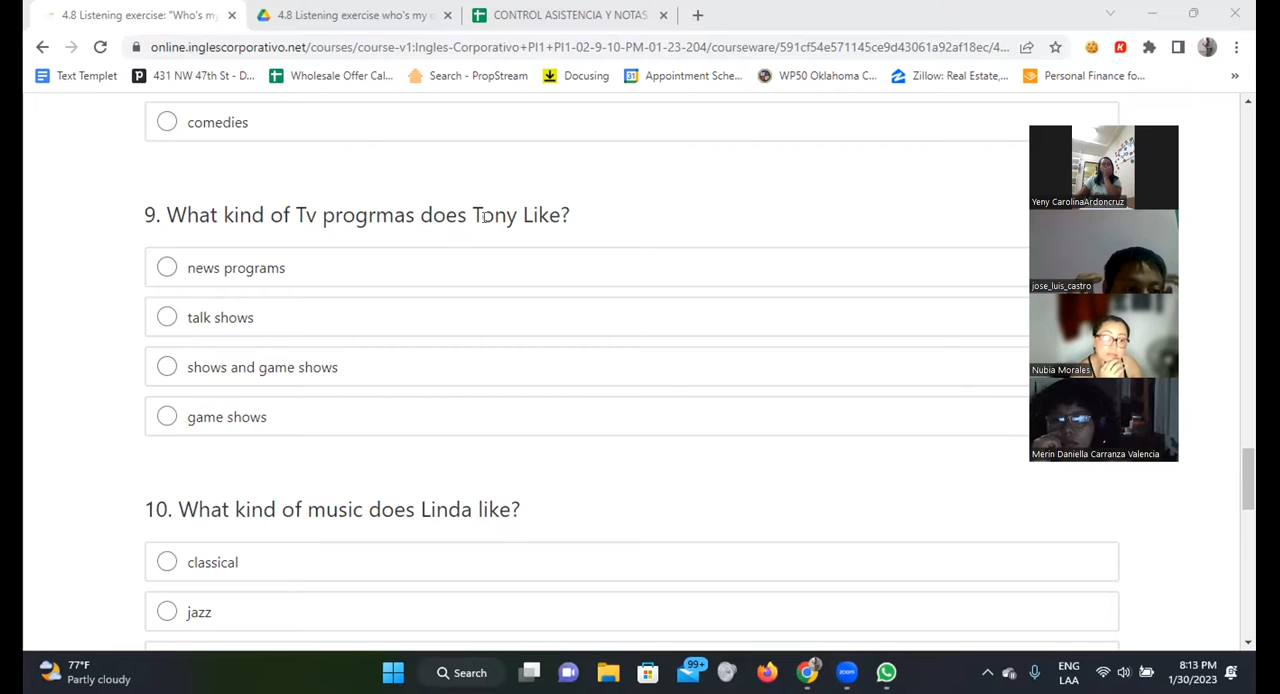 4.8 Listening exercise: "Who's my
4.8 Listening exercise who's my e
CONTROL ASISTENCIA Y NOTAS
online.inglescorporativo.net/courses/course-v1:Ingles-Corporativo+PI1+PI1-02-9-10-PM-01-23-204/courseware/591cf54e571145ce9d43061a92af18ec/4...
Text Templet
431 NW 47th St - D...
Wholesale Offer Cal...
Search - PropStream
Docusing
Appointment Sche...
WP50 Oklahoma C...
Zillow: Real Estate,...
Personal Finance fo...
»
comedies
9. What kind of Tv progrmas does Tony Like?
news programs
talk shows
shows and game shows
game shows
10. What kind of music does Linda like?
classical
jazz
Yeny CarolinaArdoncruz
jose_luis_castro
Nubia Morales
Merin Daniella Carranza Valencia
77°F
Partly cloudy
Search
99+
zoom
ENG
LAA
8:13 PM
1/30/2023